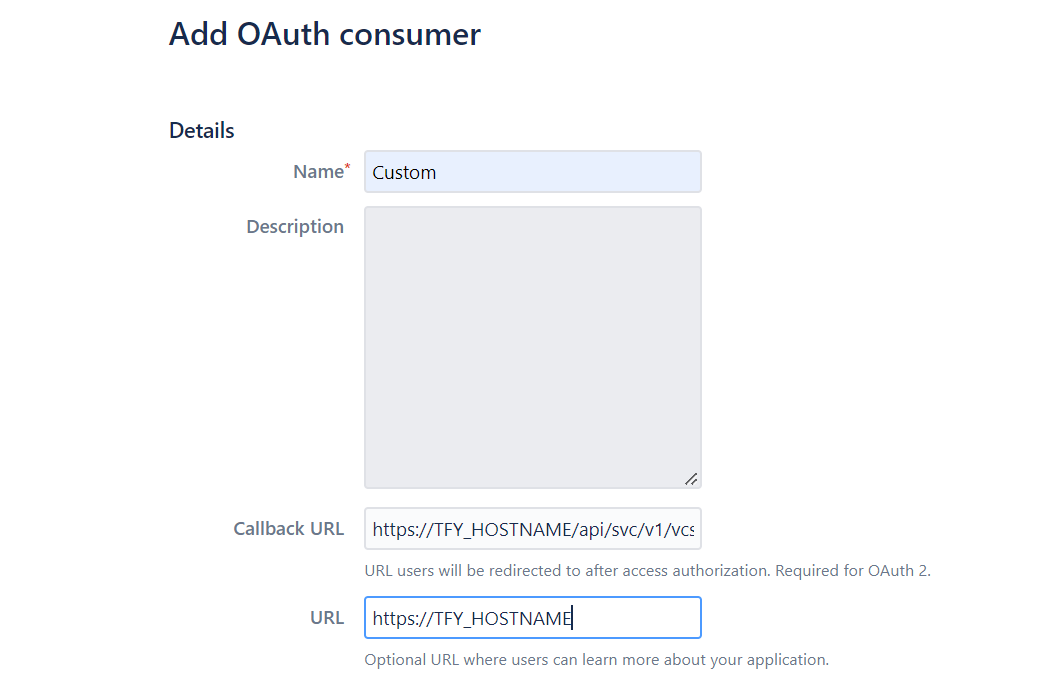 Add OAuth consumer
Details
Name* Custom
Description
Callback URL https://TFY_HOSTNAME/api/svc/v1/vcs
URL users will be redirected to after access authorization. Required for OAuth 2.
URL https://TFY_HOSTNAME
Optional URL where users can learn more about your application.